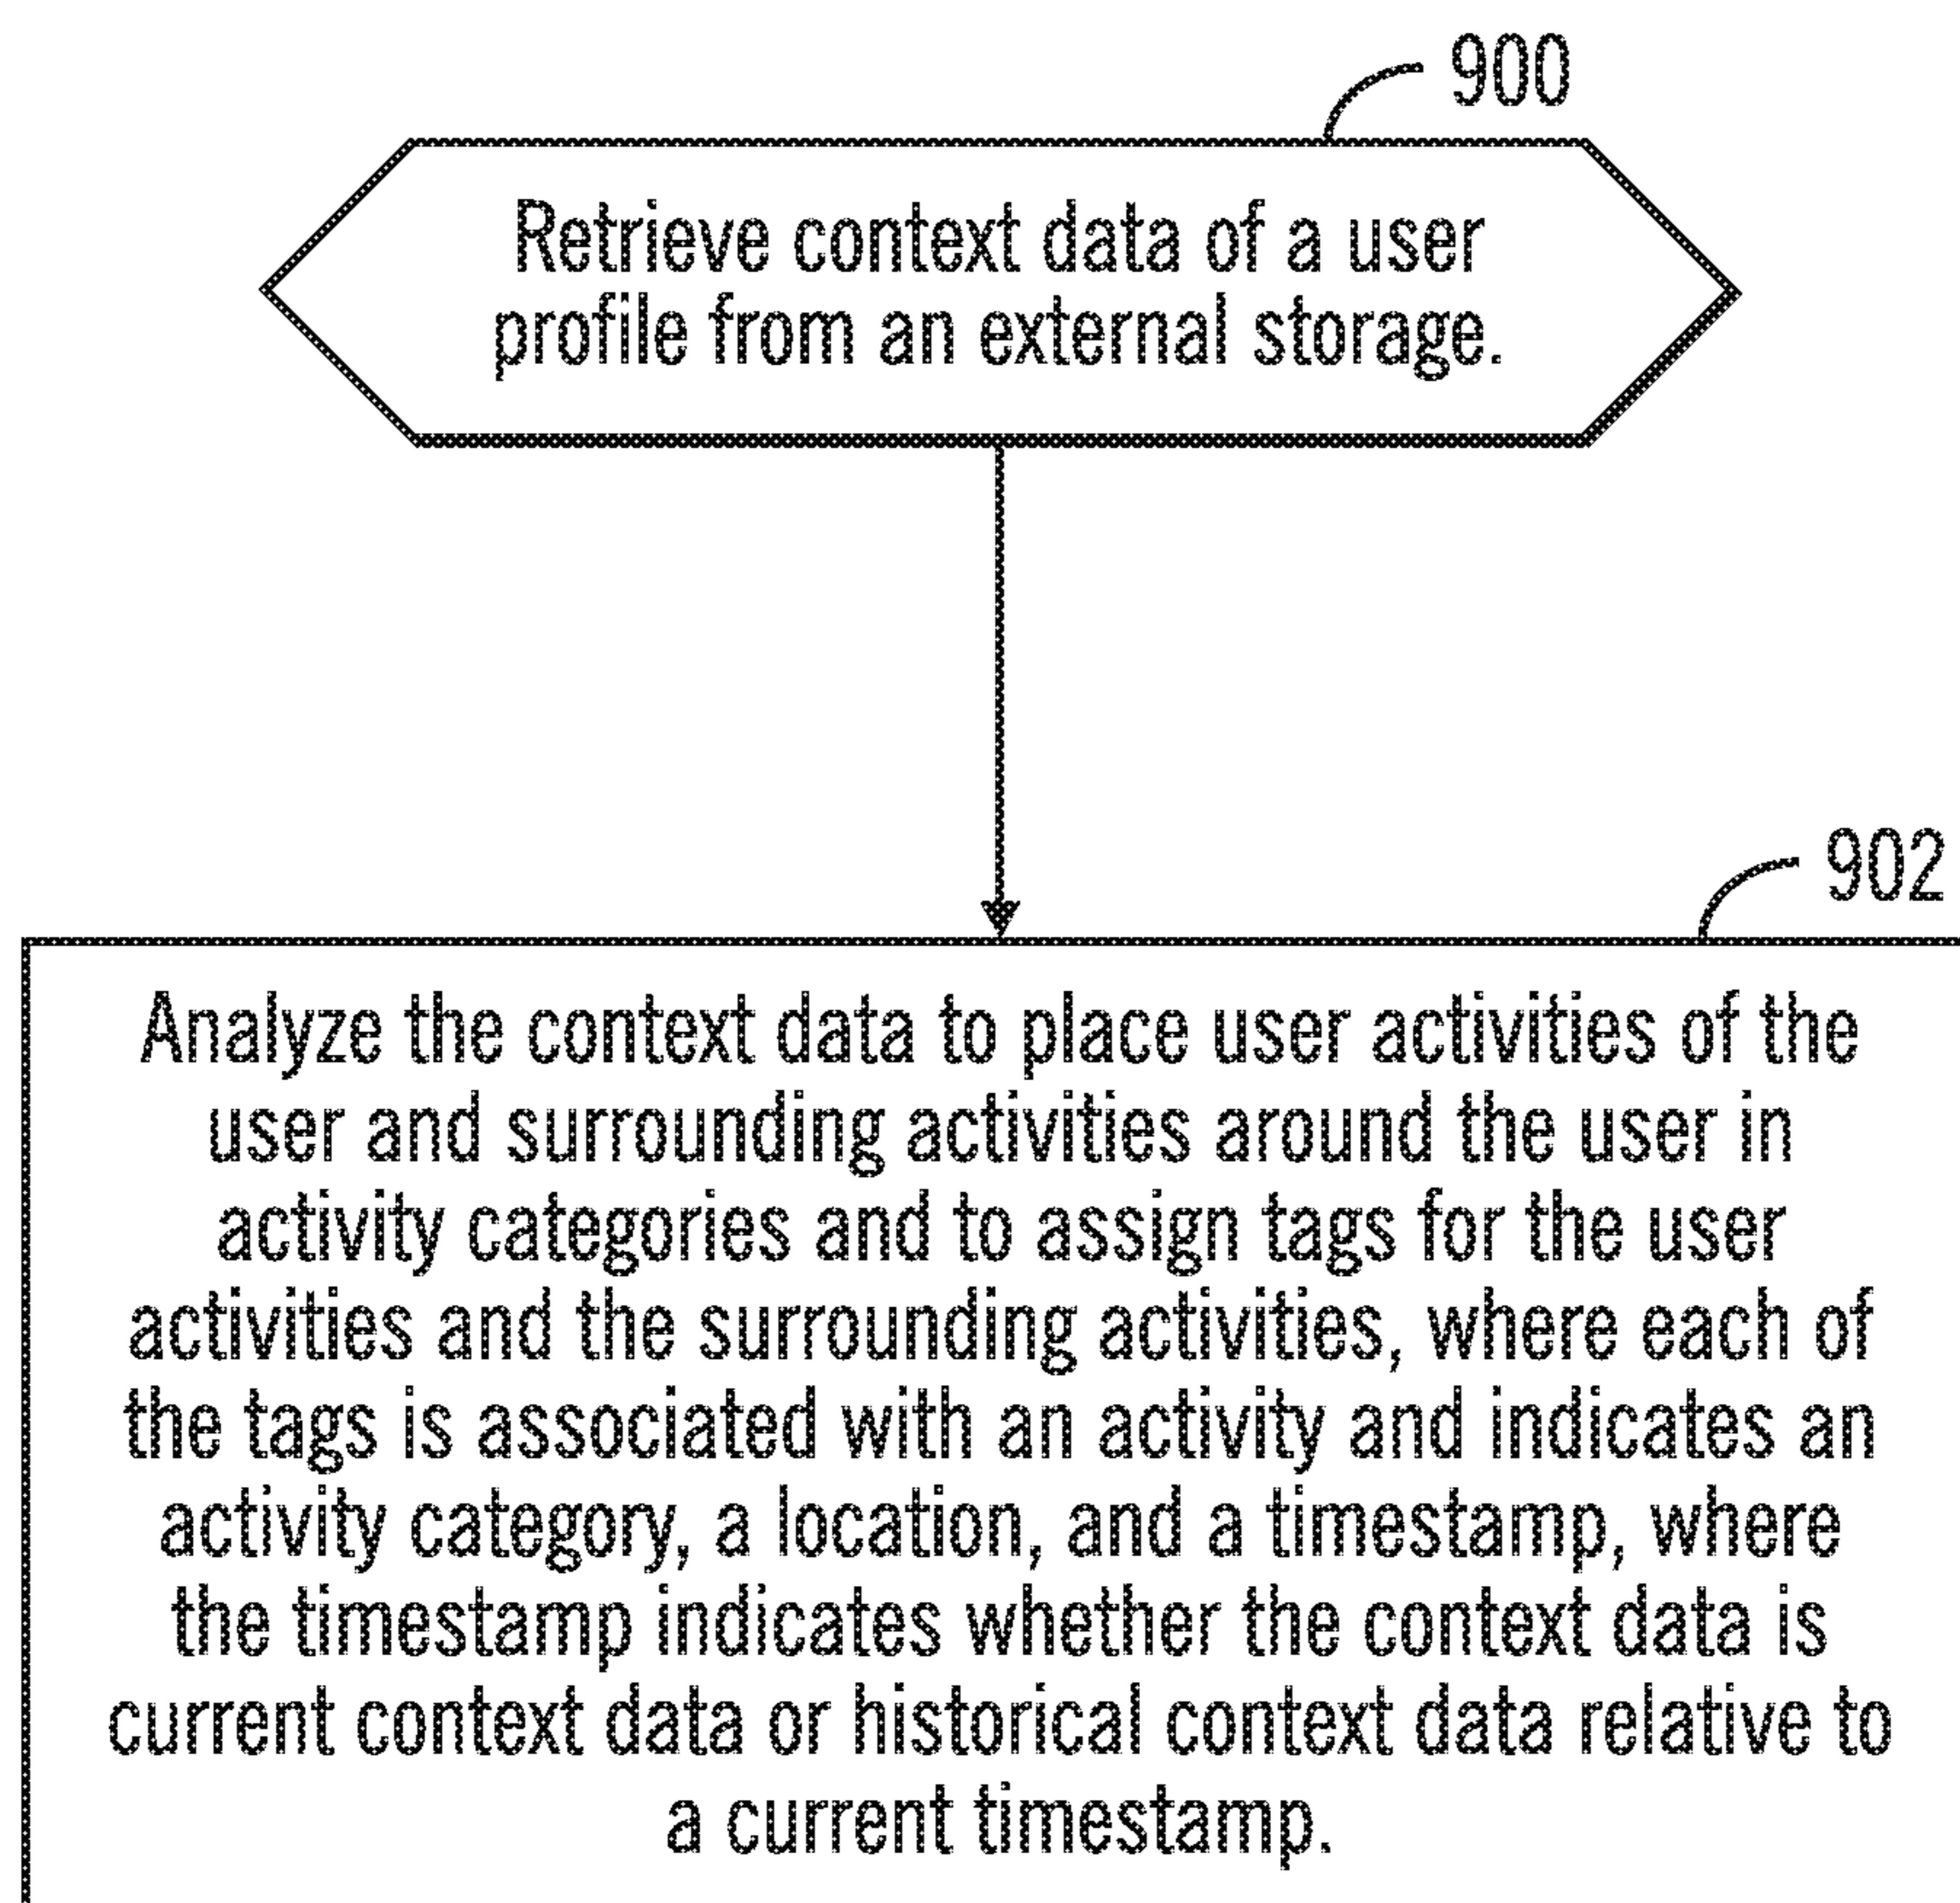 900
Retrieve context data of a user
profile from an external storage.
902
Analyze the context data to place user activities of the
user and surrounding activities around the user in
activity categories and to assign tags for the user
activities and the surrounding activities, where each of
the tags is associated with an activity and indicates an
activity category, a location, and a timestamp, where
the timestamp indicates whether the context data is
current context data or historical context data relative to
a current timestamp.